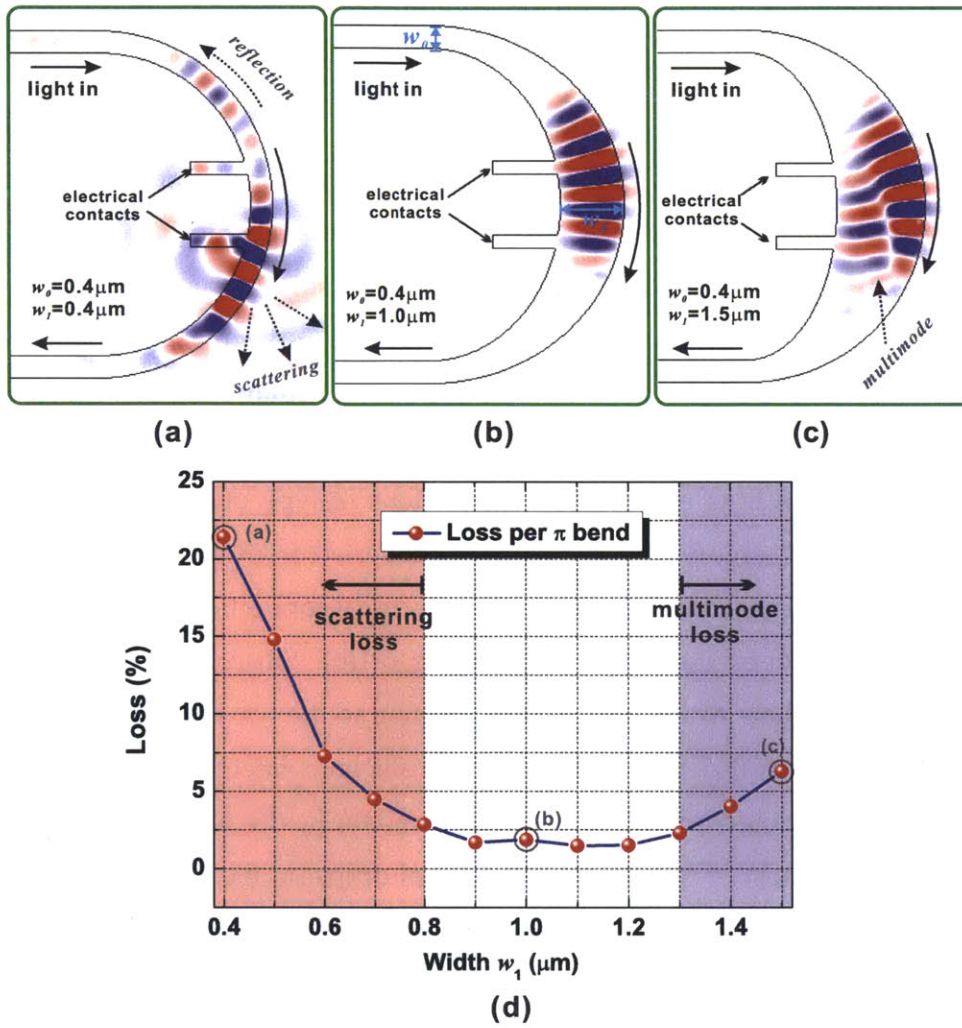 reflection
light in
electrical
contacts
w₀=0.4μm
w₁=0.4μm
scattering
w₀
light in
electrical
contacts
w₀=0.4μm
w₁=1.0μm
light in
electrical
contacts
w₀=0.4μm
w₁=1.5μm
multimode
(a)
(b)
(c)
25
20
15
10
5
0
Loss (%)
(a)
Loss per π bend
scattering
loss
multimode
loss
(b)
(c)
0.4
0.6
0.8
1.0
1.2
1.4
Width w₁ (μm)
(d)